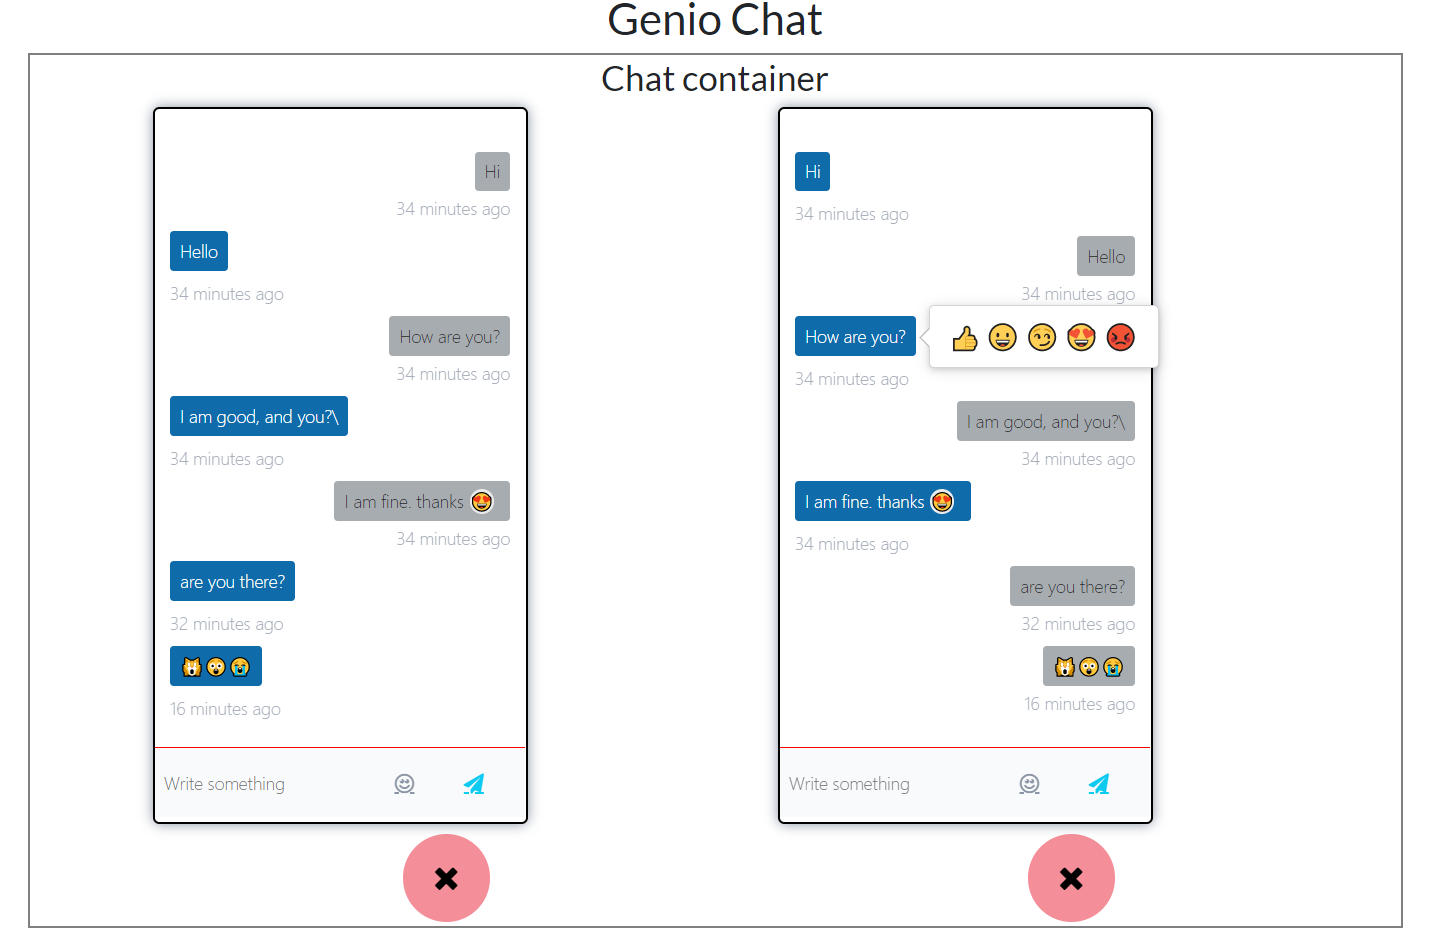 Genio Chat
Chat container
Hi
34 minutes ago
Hello
34 minutes ago
How are you?
34 minutes ago
I am good, and you?\
34 minutes ago
I am fine. thanks 😍
34 minutes ago
are you there?
32 minutes ago
🙀😲😭
16 minutes ago
Write something
Hi
34 minutes ago
Hello
34 minutes ago
How are you?
👍😀😏😍😡
34 minutes ago
I am good, and you?\
34 minutes ago
I am fine. thanks 😍
34 minutes ago
are you there?
32 minutes ago
🙀😲😭
16 minutes ago
Write something